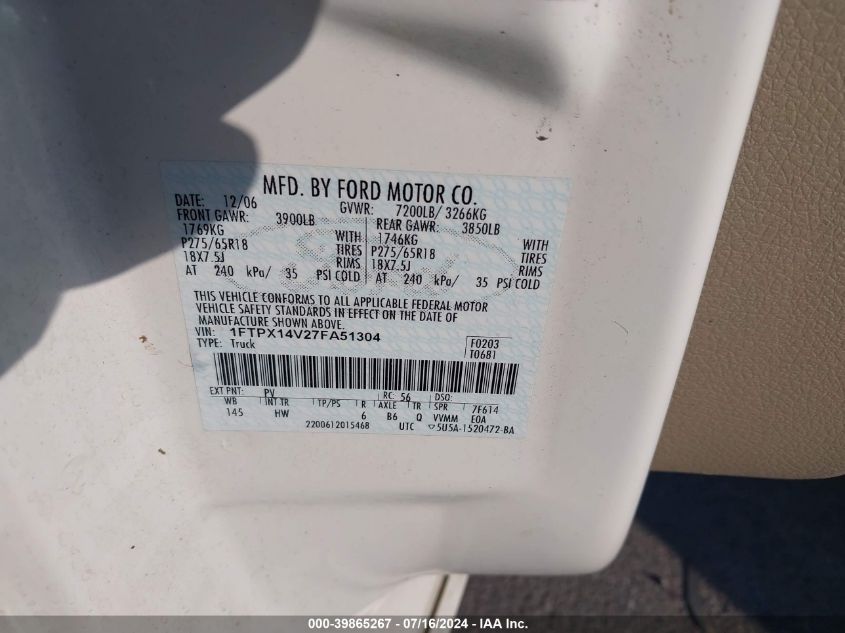 MFD. BY FORD MOTOR CO.
DATE: 12/06 GVWR: 7200LB/ 3266KG
FRONT GAWR: 3900LB REAR GAWR: 3850LB
1769KG WITH 1746KG WITH
P275/65R18 TIRES P275/65R18 TIRES
18X7.5J RIMS 18X7.5J RIMS
AT 240 kPa/ 35 PSI COLD AT 240 kPa/ 35 PSI COLD
THIS VEHICLE CONFORMS TO ALL APPLICABLE FEDERAL MOTOR
VEHICLE SAFETY STANDARDS IN EFFECT ON THE DATE OF
MANUFACTURE SHOWN ABOVE.
VIN: 1FTPX14V27FA51304 F0203
TYPE: Truck T0681
EXT PNT: PV RC: 56 DSO:
WB INT TR TP/PS R AXLE TR SPR 7F614
145 HW 6 B6 Q VVMM E0A
2200612015468 UTC ▽5U5A-1520472-BA
000-39865267 - 07/16/2024 - IAA, Inc.